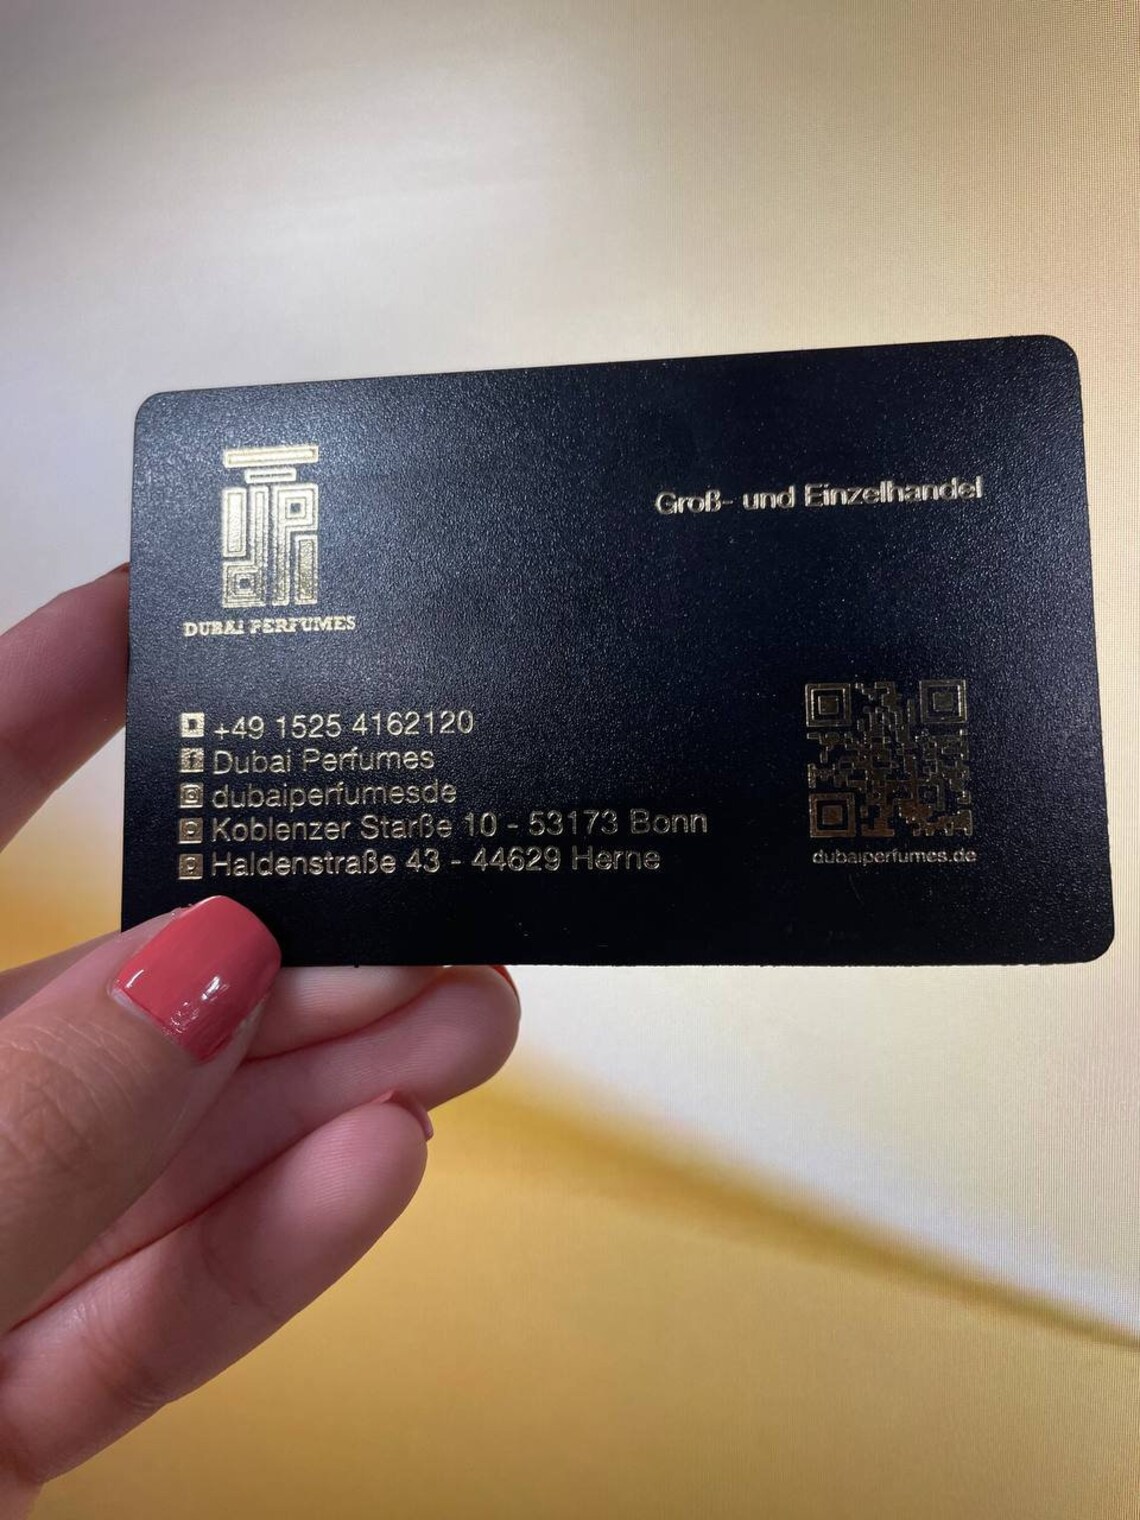 DUBAI PERFUMES
Groß- und Einzelhandel
+49 1525 4162120
Dubai Perfumes
dubaiperfumesde
Koblenzer Starße 10 - 53173 Bonn
Haldenstraße 43 - 44629 Herne
dubaiperfumes.de